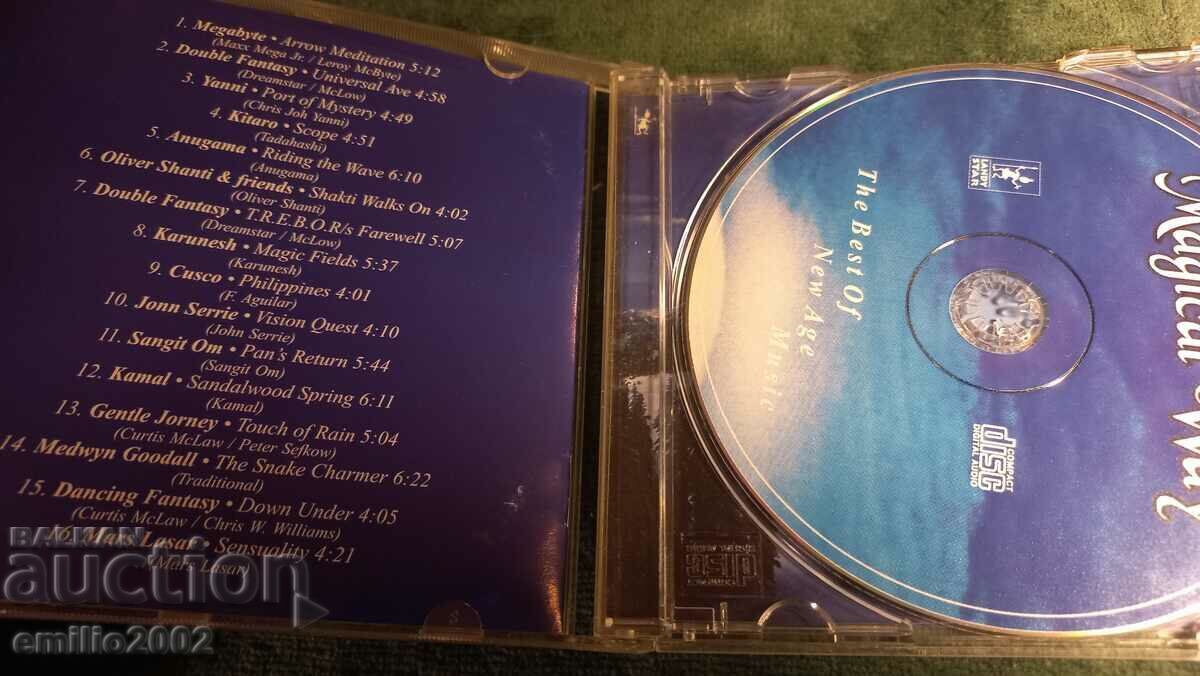 1. Megabyte • Arrow Meditation 5:12
(Maxx Mega Jr. / Leroy McByte)
2. Double Fantasy • Universal Ave 4:58
(Dreamstar / McLow)
3. Yanni • Port of Mystery 4:49
(Chris Joh Yanni)
4. Kitaro • Scope 4:51
(Tadahashi)
5. Anugama • Riding the Wave 6:10
(Anugama)
6. Oliver Shanti & friends • Shakti Walks On 4:02
(Oliver Shanti)
7. Double Fantasy • T.R.E.B.O.R/s Farewell 5:07
(Dreamstar / McLow)
8. Karunesh • Magic Fields 5:37
(Karunesh)
9. Cusco • Philippines 4:01
(F. Aguilar)
10. Jonn Serrie • Vision Quest 4:10
(John Serrie)
11. Sangit Om • Pan's Return 5:44
(Sangit Om)
12. Kamal • Sandalwood Spring 6:11
(Kamal)
13. Gentle Jorney • Touch of Rain 5:04
(Curtis McLaw / Peter Sefkow)
14. Medwyn Goodall • The Snake Charmer 6:22
(Traditional)
15. Dancing Fantasy • Down Under 4:05
(Curtis McLaw / Chris W. Williams)
16. Mars Lasar • Sensuality 4:21
(Mars Lasar)
The Best Of
New Age
Music
LANDY
STAR
Magical
COMPACT
disc
DIGITAL AUDIO
BALKAN
auction
emilio2002